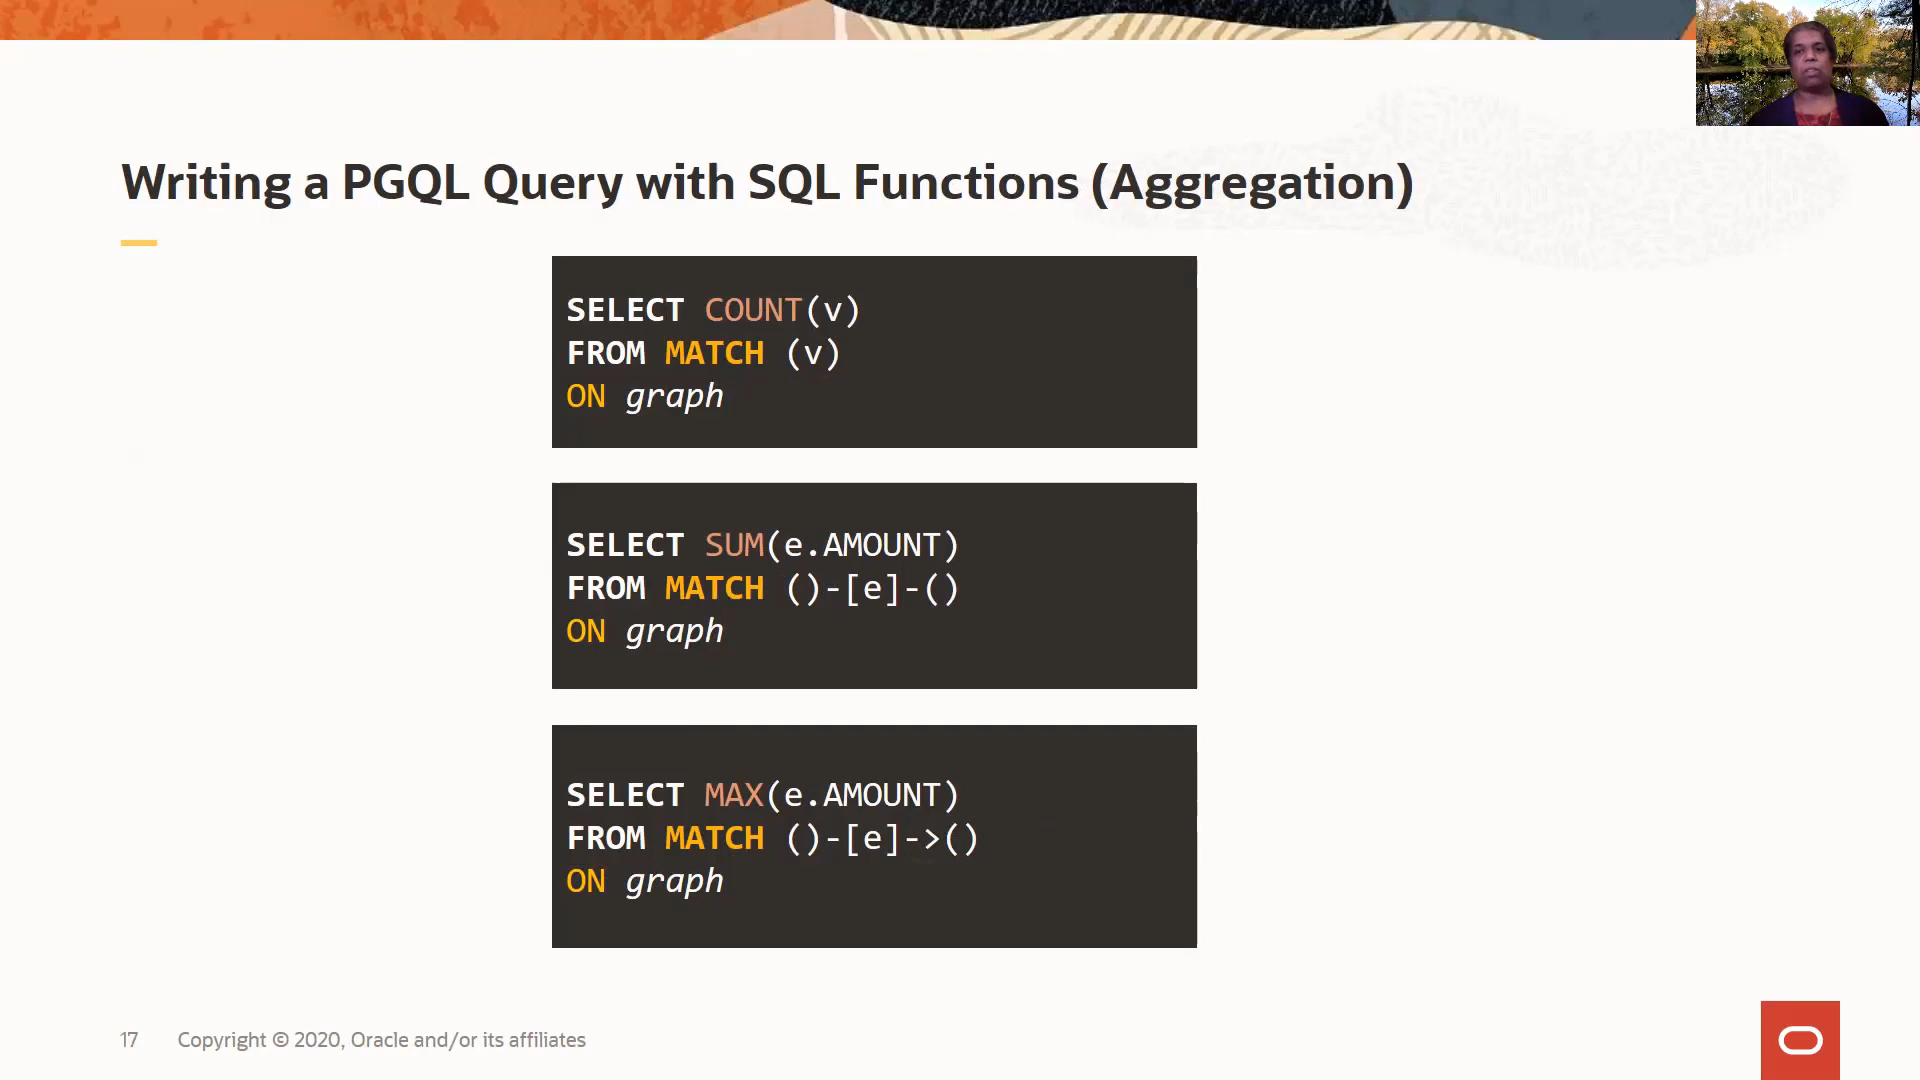 Writing a PGQL Query with SQL Functions (Aggregation)
SELECT COUNT(v)
FROM MATCH (v)
ON graph
SELECT SUM(e.AMOUNT)
FROM MATCH ()-[e]-()
ON graph
SELECT MAX(e.AMOUNT)
FROM MATCH ()-[e]->()
ON graph
17 Copyright © 2020, Oracle and/or its affiliates